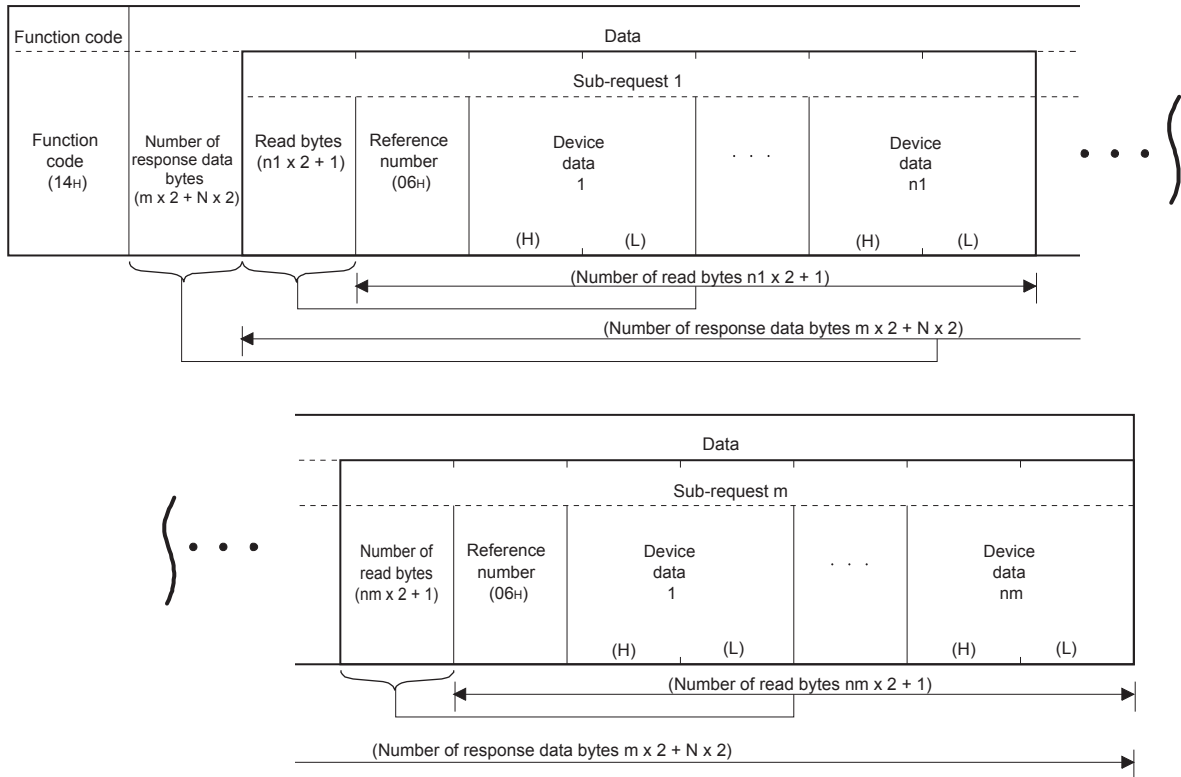 Function code
Data
Sub-request 1
Function
code
(14H)
Number of
response data
bytes
(m x 2 + N x 2)
Read bytes
(n1 x 2 + 1)
Reference
number
(06H)
Device
data
1
(H) (L)
. . .
Device
data
n1
(H) (L)
• • •
(Number of read bytes n1 x 2 + 1)
(Number of response data bytes m x 2 + N x 2)
Data
Sub-request m
• • •
Number of
read bytes
(nm x 2 + 1)
Reference
number
(06H)
Device
data
1
(H) (L)
. . .
Device
data
nm
(H) (L)
(Number of read bytes nm x 2 + 1)
(Number of response data bytes m x 2 + N x 2)